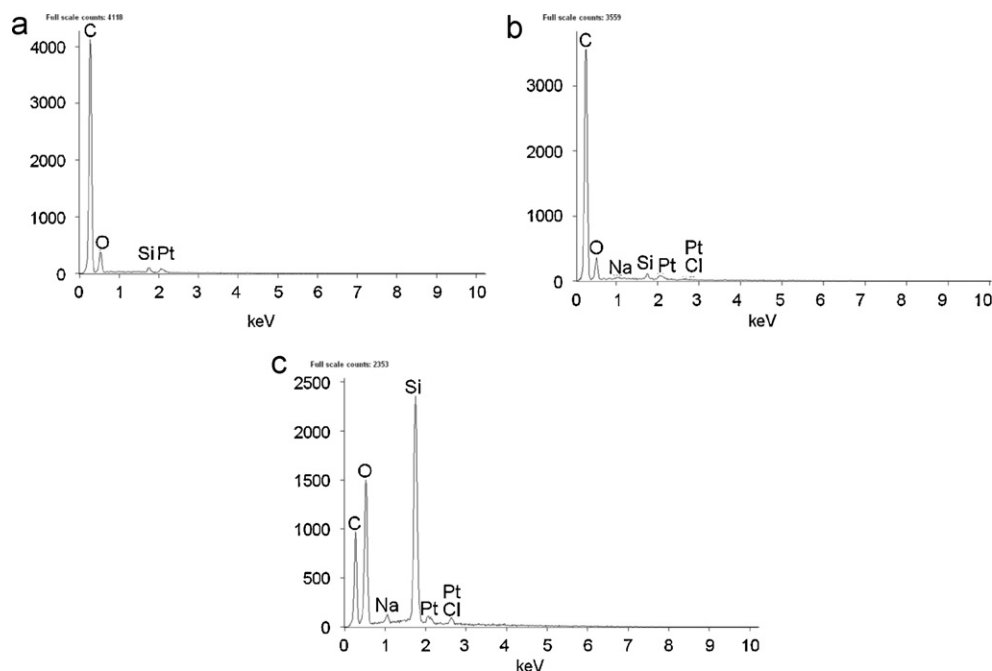 a
Full scale counts: 4118
C
4000
3000
2000
1000
0
O
Si Pt
0 1 2 3 4 5 6 7 8 9 10
keV
b
Full scale counts: 3559
C
3000
2000
1000
0
O
Na
Si
Pt
Pt
Cl
0 1 2 3 4 5 6 7 8 9 10
keV
c
Full scale counts: 2353
2500
2000
1500
1000
500
0
C
O
Na
Si
Pt
Pt
Cl
0 1 2 3 4 5 6 7 8 9 10
keV